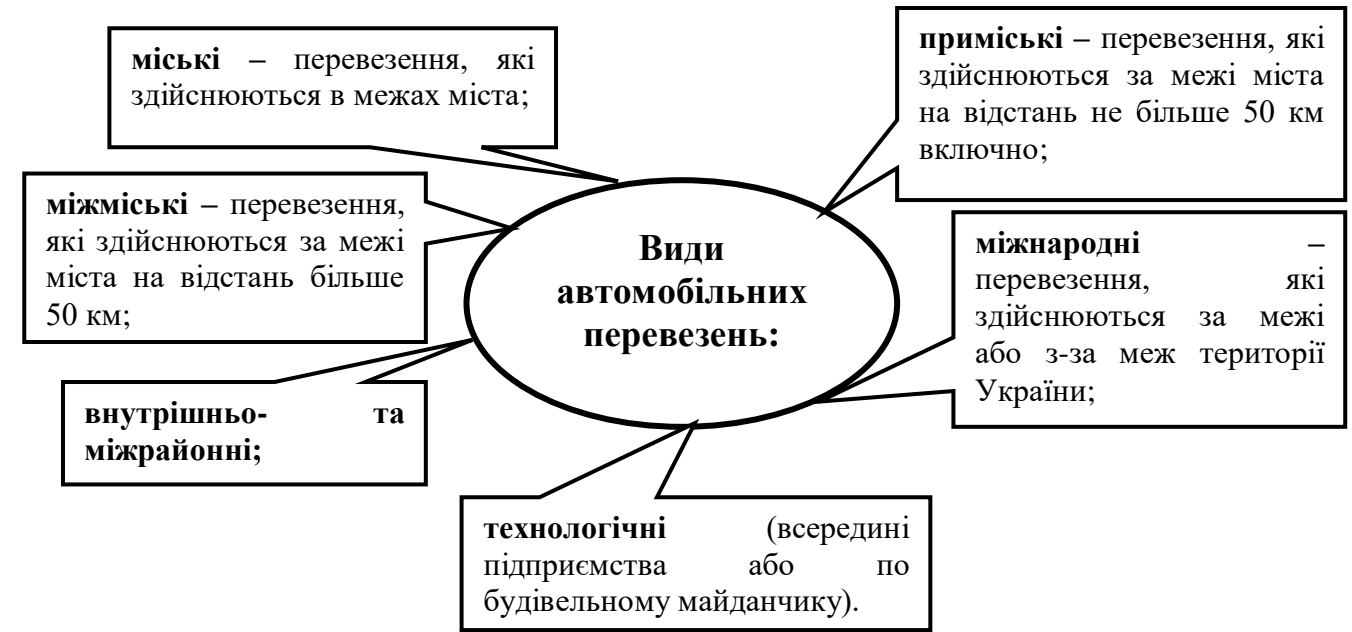 міські – перевезення, які
здійснюються в межах міста;
приміські – перевезення, які
здійснюються за межі міста
на відстань не більше 50 км
включно;
міжміські – перевезення,
які здійснюються за межі
міста на відстань більше
50 км;
Види
автомобільних
перевезень:
міжнародні –
перевезення, які
здійснюються за межі
або з-за меж території
України;
внутрішньо- та
міжрайонні;
технологічні (всередині
підприємства або по
будівельному майданчику).